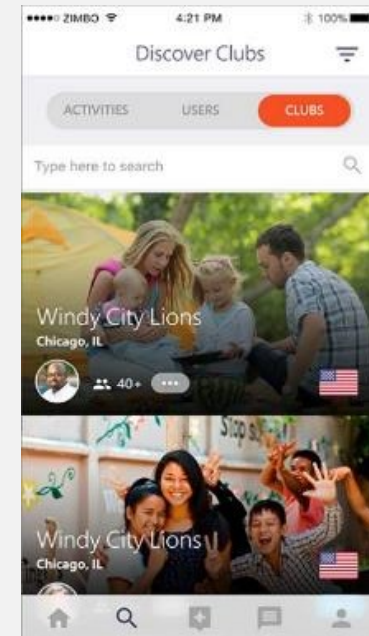 ZIMBO 4:21 PM 100%
Discover Clubs
ACTIVITIES USERS CLUBS
Type here to search
Windy City Lions
Chicago, IL
40+
Stop
Windy City Lions
Chicago, IL